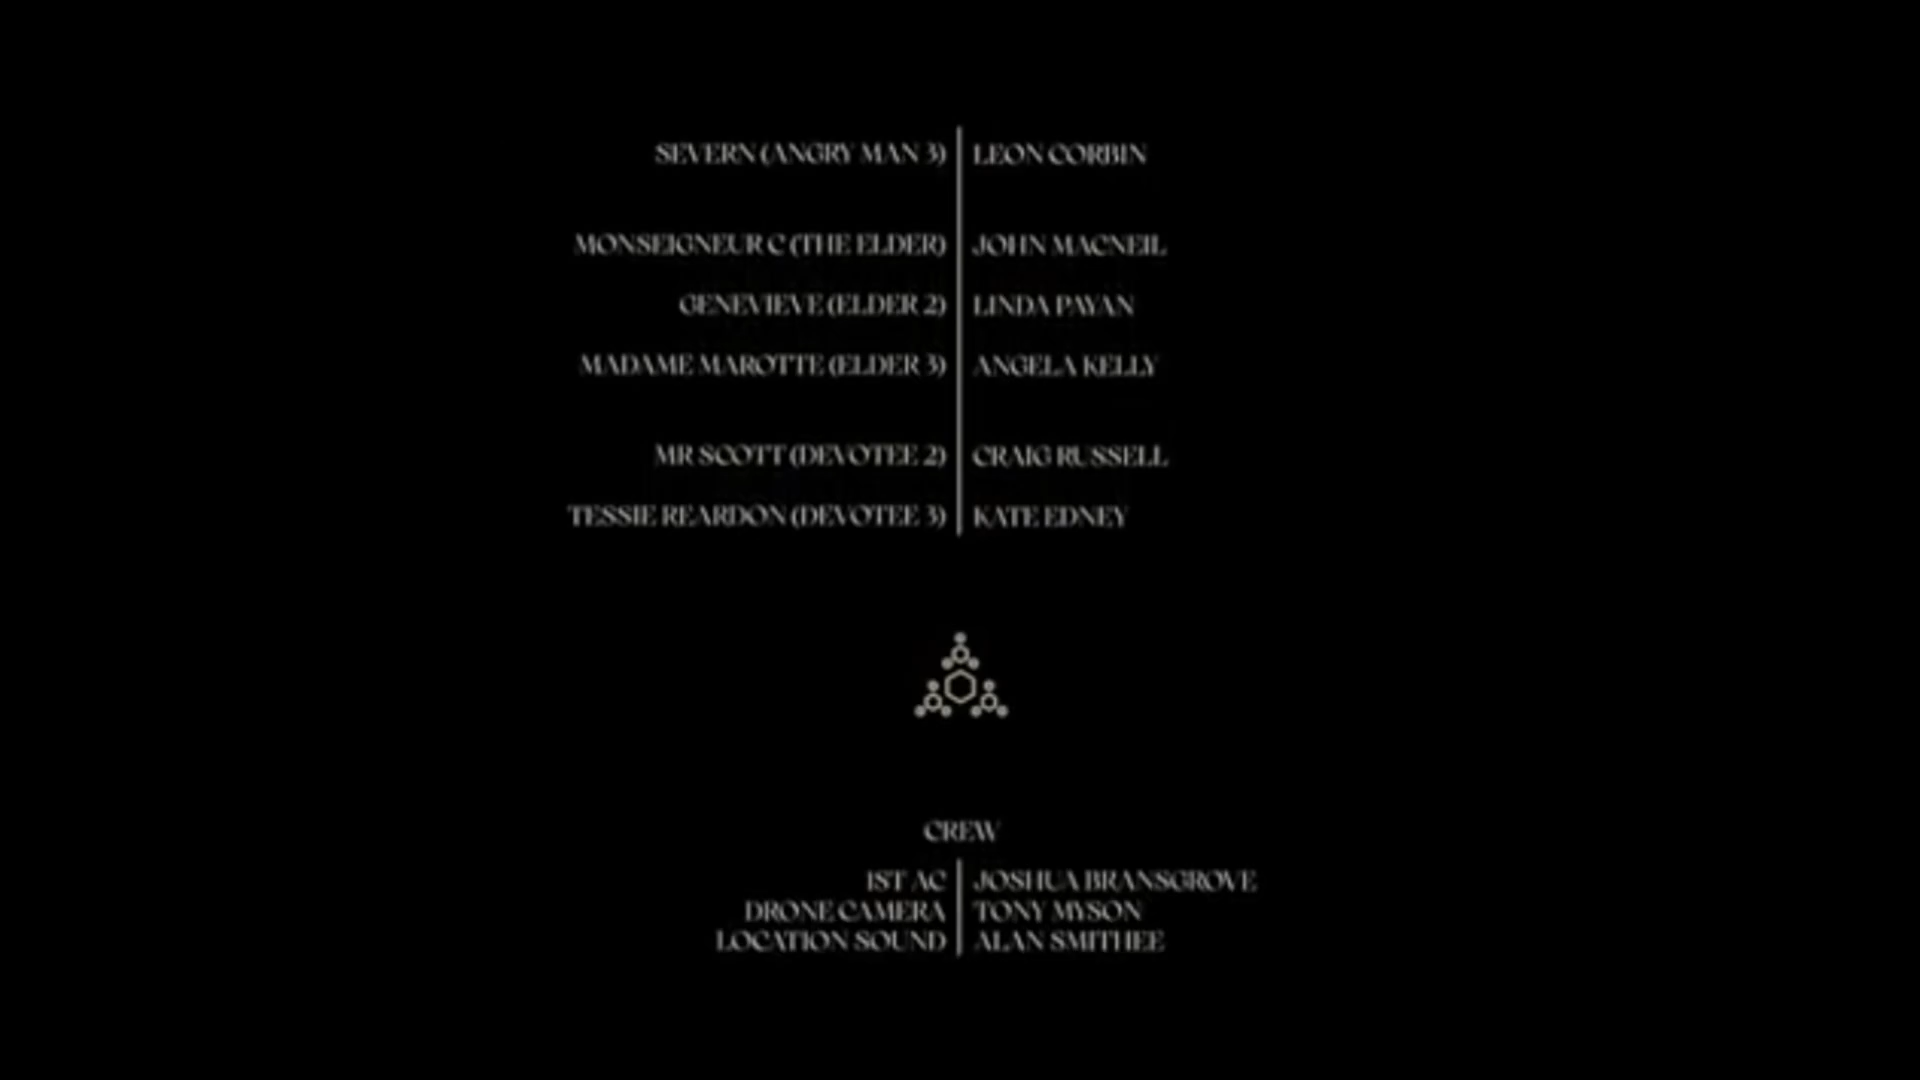 SEVERN (ANGRY MAN 3) LEON CORBIN
MONSEIGNEUR C (THE ELDER) JOHN MACNEIL
GENEVIEVE (ELDER 2) LINDA PAYAN
MADAME MAROTTE (ELDER 3) ANGELA KELLY
MR SCOTT (DEVOTEE 2) CRAIG RUSSELL
TESSIE REARDON (DEVOTEE 3) KATE EDNEY
CREW
1ST AC JOSHUA BRANSGROVE
DRONE CAMERA TONY MYSON
LOCATION SOUND ALAN SMITHEE